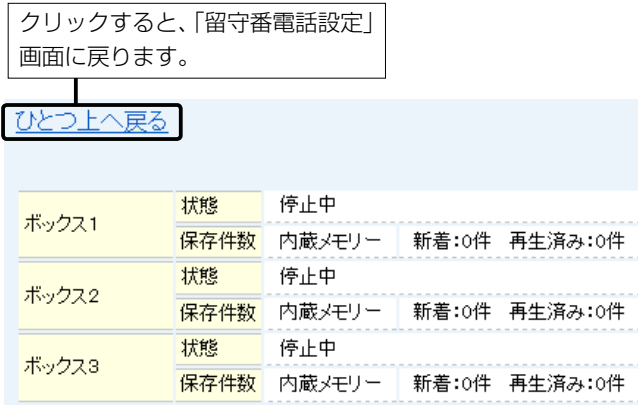 クリックすると、「留守番電話設定」
画面に戻ります。
ひとつ上へ戻る
ボックス1 状態 停止中
保存件数 内蔵メモリー 新着:0件 再生済み:0件
ボックス2 状態 停止中
保存件数 内蔵メモリー 新着:0件 再生済み:0件
ボックス3 状態 停止中
保存件数 内蔵メモリー 新着:0件 再生済み:0件